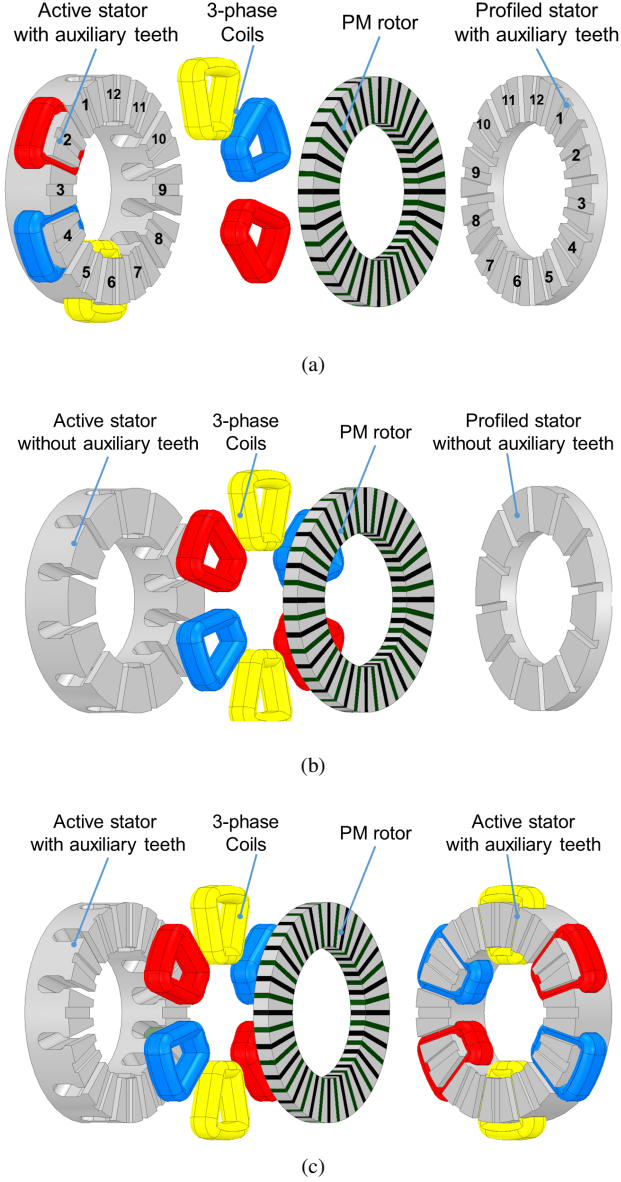 Active stator
with auxiliary teeth
3-phase
Coils
PM rotor
Profiled stator
with auxiliary teeth
1
12
11
10
2
3
9
4
8
5
6
7
11
12
1
10
2
9
3
8
4
7
6
5
(a)
Active stator
without auxiliary teeth
3-phase
Coils
PM rotor
Profiled stator
without auxiliary teeth
(b)
Active stator
with auxiliary teeth
3-phase
Coils
PM rotor
Active stator
with auxiliary teeth
(c)